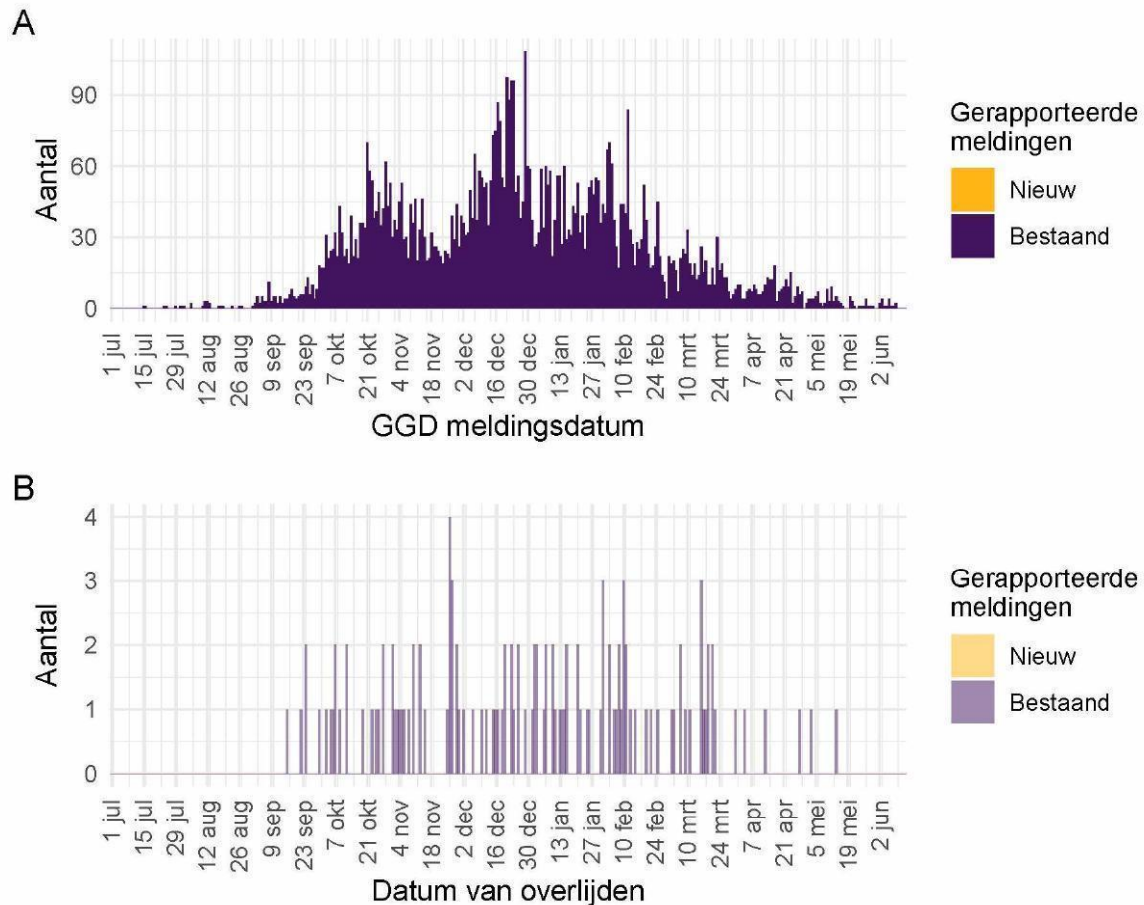 A
Aantal
90
60
30
0
1 jul
15 jul
29 jul
12 aug
26 aug
9 sep
23 sep
7 okt
21 okt
4 nov
18 nov
2 dec
16 dec
30 dec
13 jan
27 jan
10 feb
24 feb
10 mrt
24 mrt
7 apr
21 apr
5 mei
19 mei
2 jun
GGD meldingsdatum
Gerapporteerde
meldingen
Nieuw
Bestaand
B
Aantal
4
3
2
1
0
1 jul
15 jul
29 jul
12 aug
26 aug
9 sep
23 sep
7 okt
21 okt
4 nov
18 nov
2 dec
16 dec
30 dec
13 jan
27 jan
10 feb
24 feb
10 mrt
24 mrt
7 apr
21 apr
5 mei
19 mei
2 jun
Datum van overlijden
Gerapporteerde
meldingen
Nieuw
Bestaand